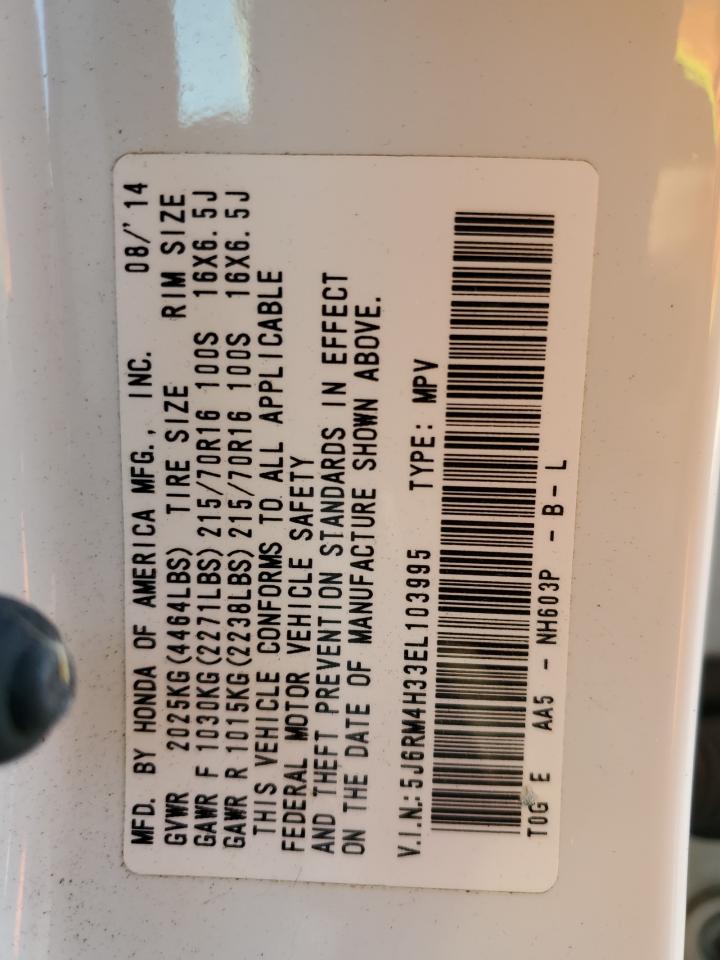 MFD. BY HONDA OF AMERICA MFG., INC. 08/'14
GVWR 2025KG(4464LBS) TIRE SIZE RIM SIZE
GAWR F 1030KG(2271LBS) 215/70R16 100S 16X6.5J
GAWR R 1015KG(2238LBS) 215/70R16 100S 16X6.5J
THIS VEHICLE CONFORMS TO ALL APPLICABLE
FEDERAL MOTOR VEHICLE SAFETY
AND THEFT PREVENTION STANDARDS IN EFFECT
ON THE DATE OF MANUFACTURE SHOWN ABOVE.
V.I.N.:5J6RM4H33EL103995 TYPE: MPV
T0G E AA5 - NH603P - B - L